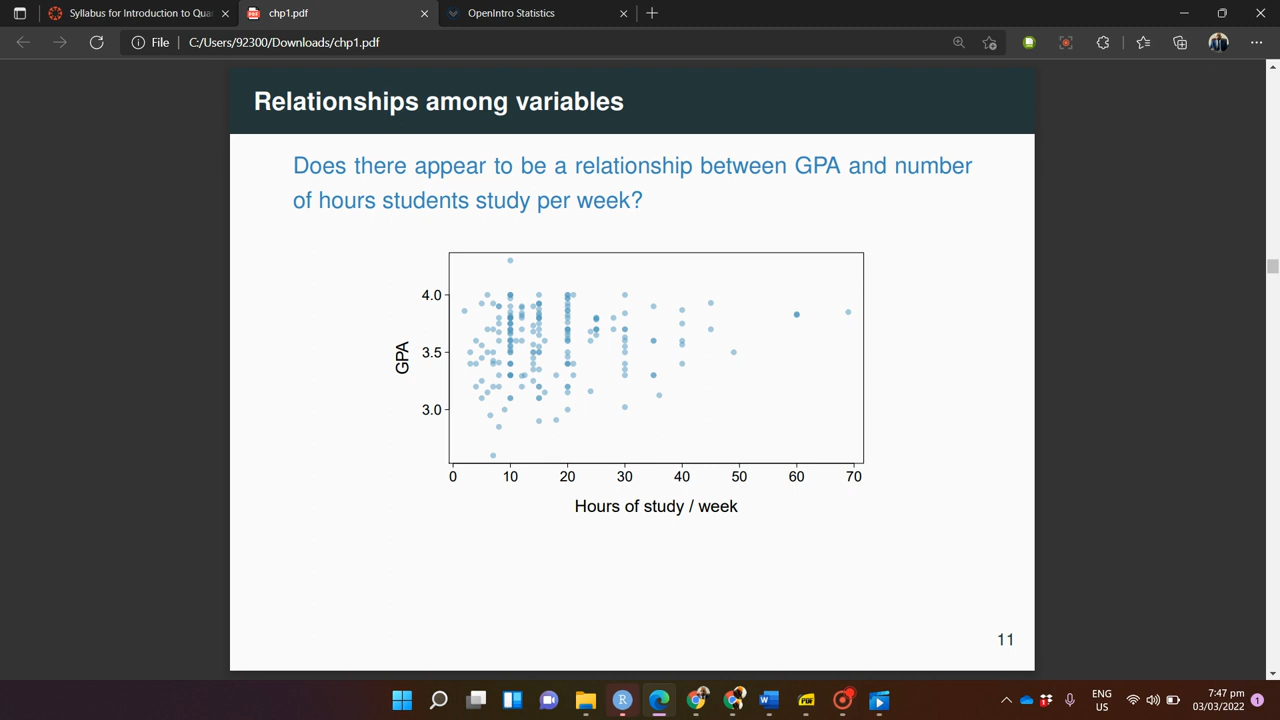 Syllabus for Introduction to Qua
chp1.pdf
OpenIntro Statistics
File
C:/Users/92300/Downloads/chp1.pdf
Relationships among variables
Does there appear to be a relationship between GPA and number
of hours students study per week?
GPA
4.0
3.5
3.0
0 10 20 30 40 50 60 70
Hours of study / week
11
ENG
US
7:47 pm
03/03/2022
1